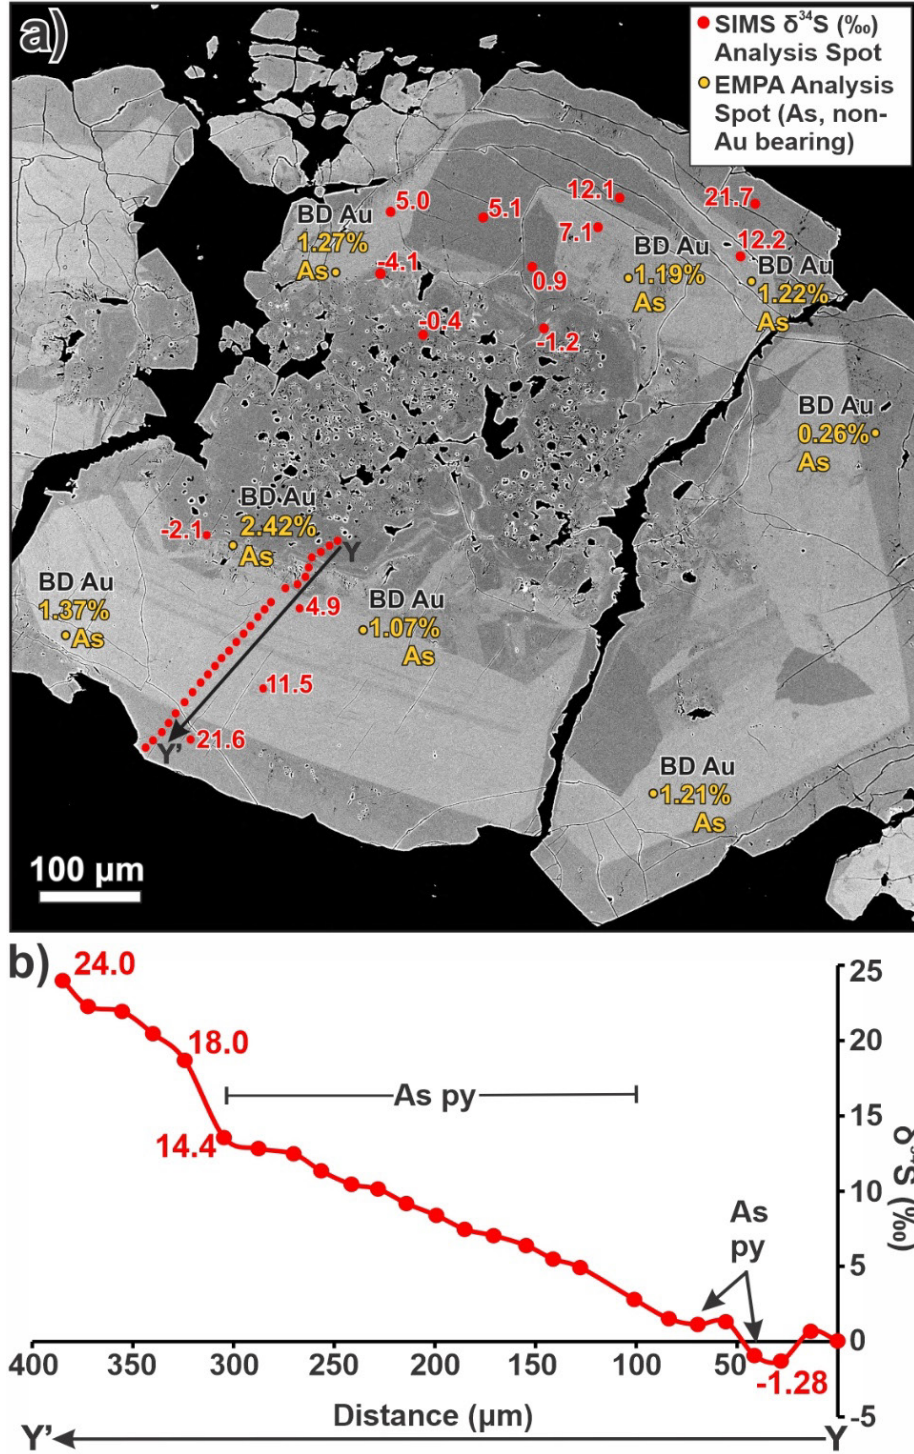 a)
SIMS δ³⁴S (‰)
Analysis Spot
EMPA Analysis
Spot (As, non-
Au bearing)
5.0
5.1
12.1
21.7
BD Au
1.27%
As
-4.1
7.1
0.9
BD Au
1.19%
As
12.2
BD Au
1.22%
As
-0.4
-1.2
BD Au
0.26%
As
BD Au
2.42%
As
-2.1
Y
BD Au
1.37%
As
4.9
BD Au
1.07%
As
11.5
Y'
21.6
BD Au
1.21%
As
100 μm
b)
24.0
18.0
14.4
As py
As
py
-1.28
25
20
15
10
5
0
-5
δ³⁴S (‰)
400 350 300 250 200 150 100 50
Distance (μm)
Y' Y